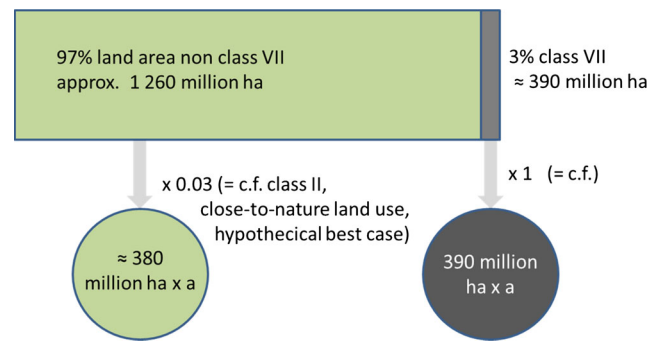 97% land area non class VII
approx. 1 260 million ha
3% class VII
≈ 390 million ha
x 0.03 (= c.f. class II,
close-to-nature land use,
hypothecical best case)
x 1 (= c.f.)
≈ 380
million ha x a
390 million
ha x a